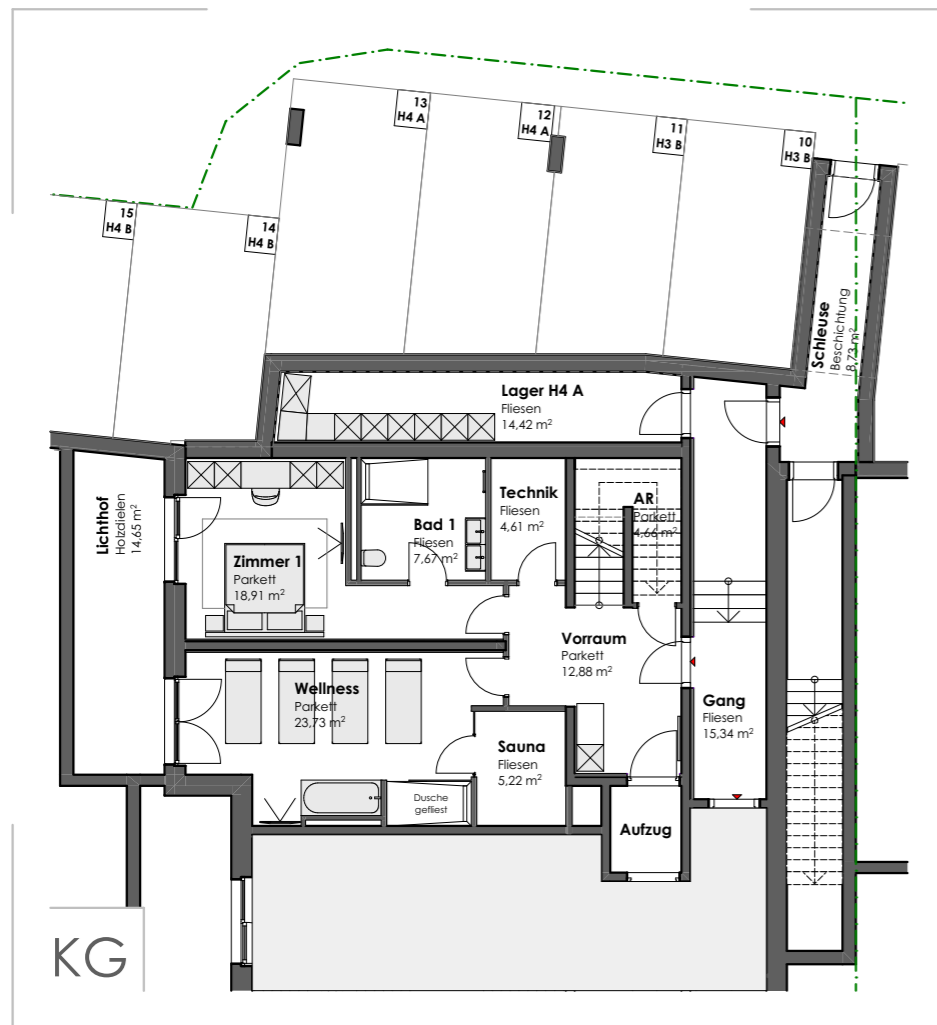 13
H4 A
12
H4 A
11
H3 B
10
H3 B
15
H4 B
14
H4 B
Schleuse
Beschichtung
8,73 m²
Lager H4 A
Fliesen
14,42 m²
Lichthof
Holzdielen
14,65 m²
Technik
Fliesen
4,61 m²
AR
Parkett
4,66 m²
Bad 1
Fliesen
7,67 m²
Zimmer 1
Parkett
18,91 m²
Vorraum
Parkett
12,88 m²
Wellness
Parkett
23,73 m²
Gang
Fliesen
15,34 m²
Sauna
Fliesen
5,22 m²
Dusche
gefliest
Aufzug
KG